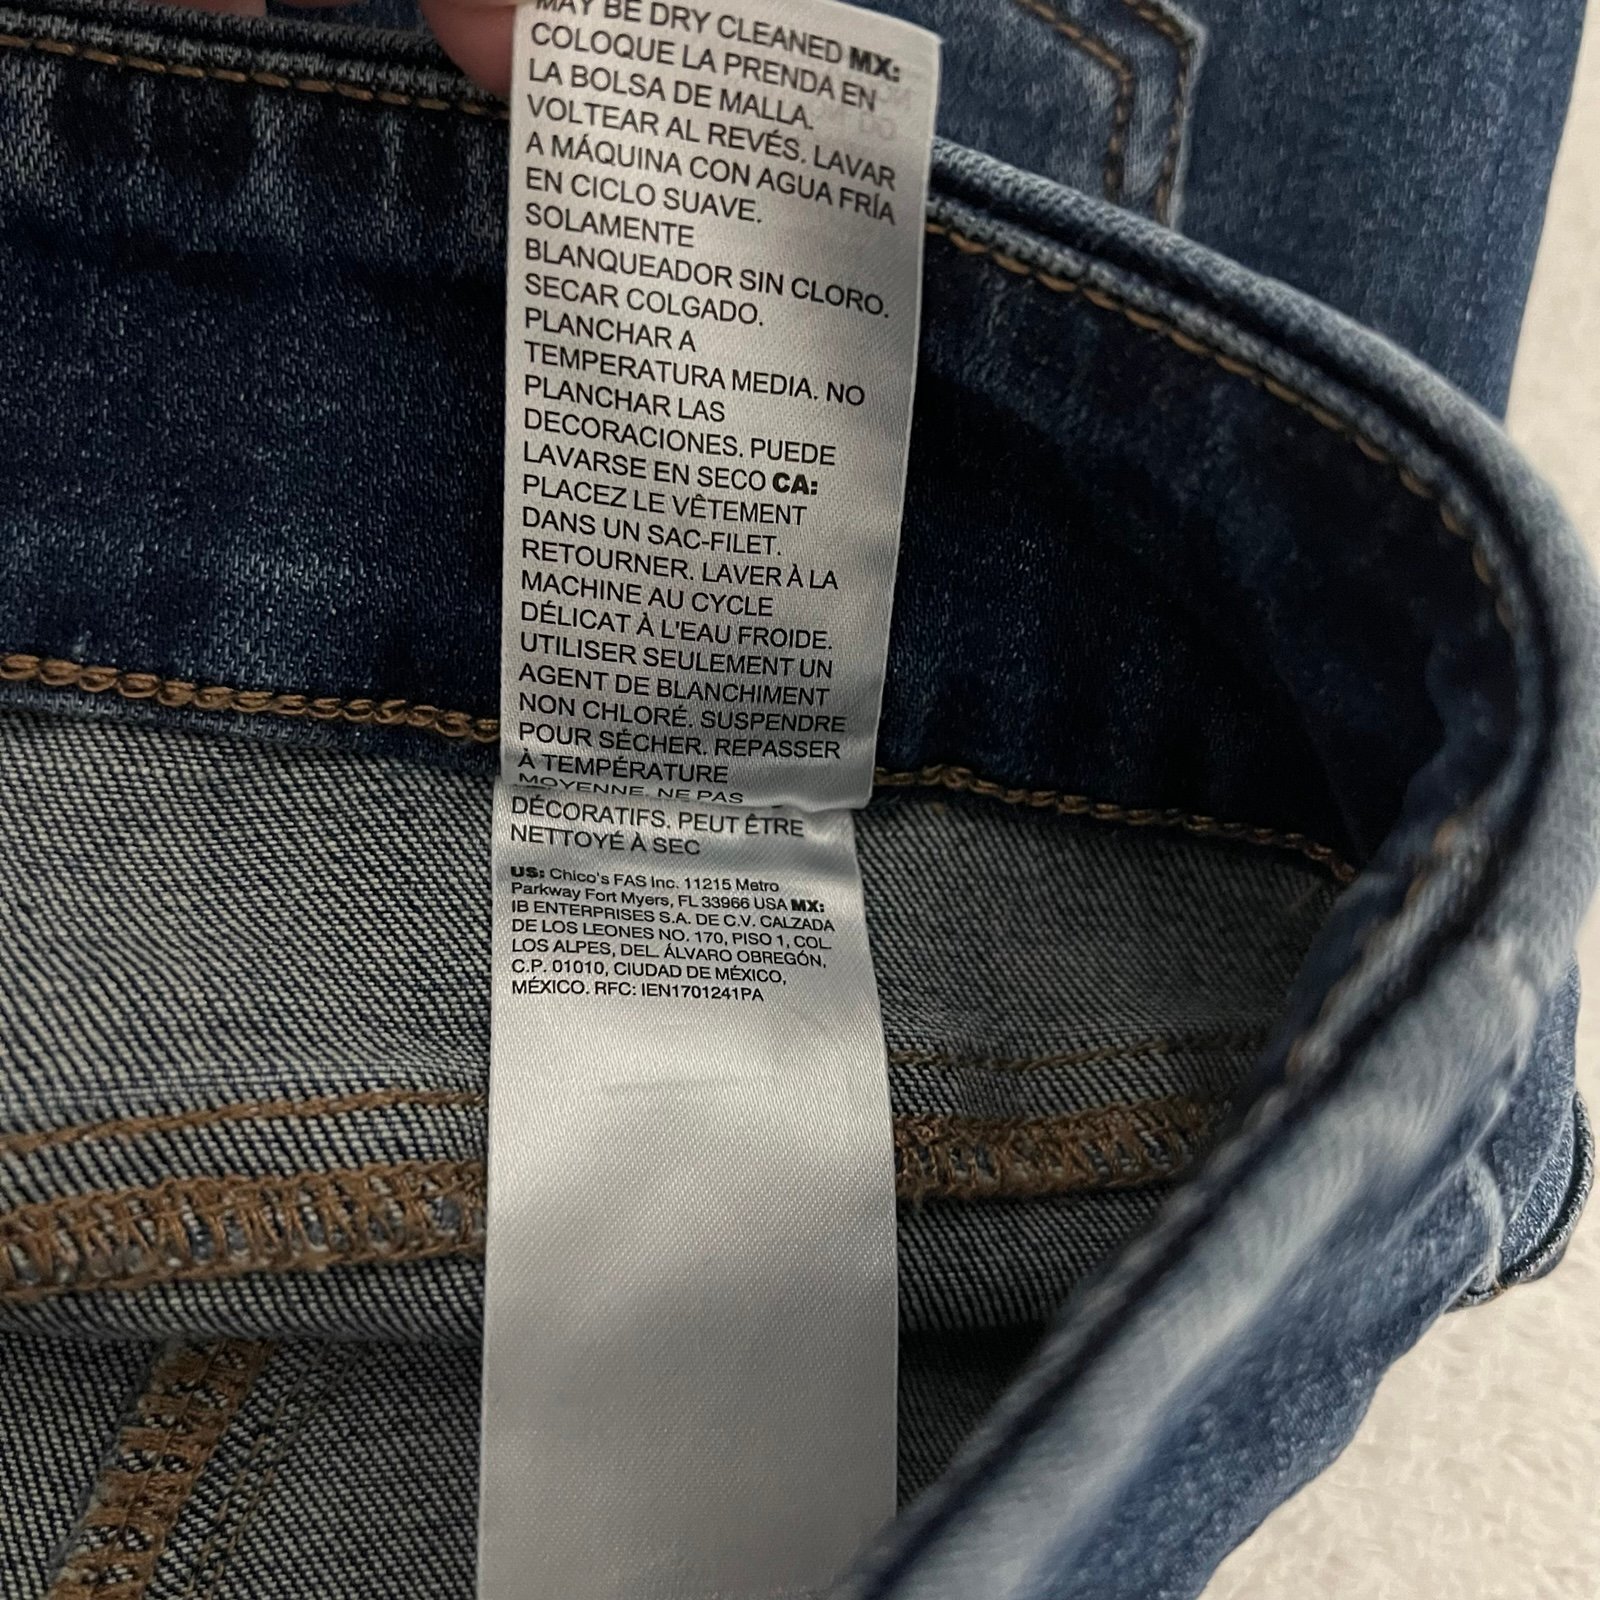 MAY BE DRY CLEANED MX:
COLOQUE LA PRENDA EN
LA BOLSA DE MALLA.
VOLTEAR AL REVÉS. LAVAR
A MÁQUINA CON AGUA FRÍA
EN CICLO SUAVE.
SOLAMENTE
BLANQUEADOR SIN CLORO.
SECAR COLGADO.
PLANCHAR A
TEMPERATURA MEDIA. NO
PLANCHAR LAS
DECORACIONES. PUEDE
LAVARSE EN SECO CA:
PLACEZ LE VÊTEMENT
DANS UN SAC-FILET.
RETOURNER. LAVER À LA
MACHINE AU CYCLE
DÉLICAT À L'EAU FROIDE.
UTILISER SEULEMENT UN
AGENT DE BLANCHIMENT
NON CHLORÉ. SUSPENDRE
POUR SÉCHER. REPASSER
À TEMPÉRATURE
MOYENNE. NE PAS
DÉCORATIFS. PEUT ÊTRE
NETTOYÉ À SEC
US: Chico's FAS Inc. 11215 Metro
Parkway Fort Myers, FL 33966 USA MX:
IB ENTERPRISES S.A. DE C.V. CALZADA
DE LOS LEONES NO. 170, PISO 1, COL.
LOS ALPES, DEL. ÁLVARO OBREGÓN,
C.P. 01010, CIUDAD DE MÉXICO,
MÉXICO. RFC: IEN1701241PA